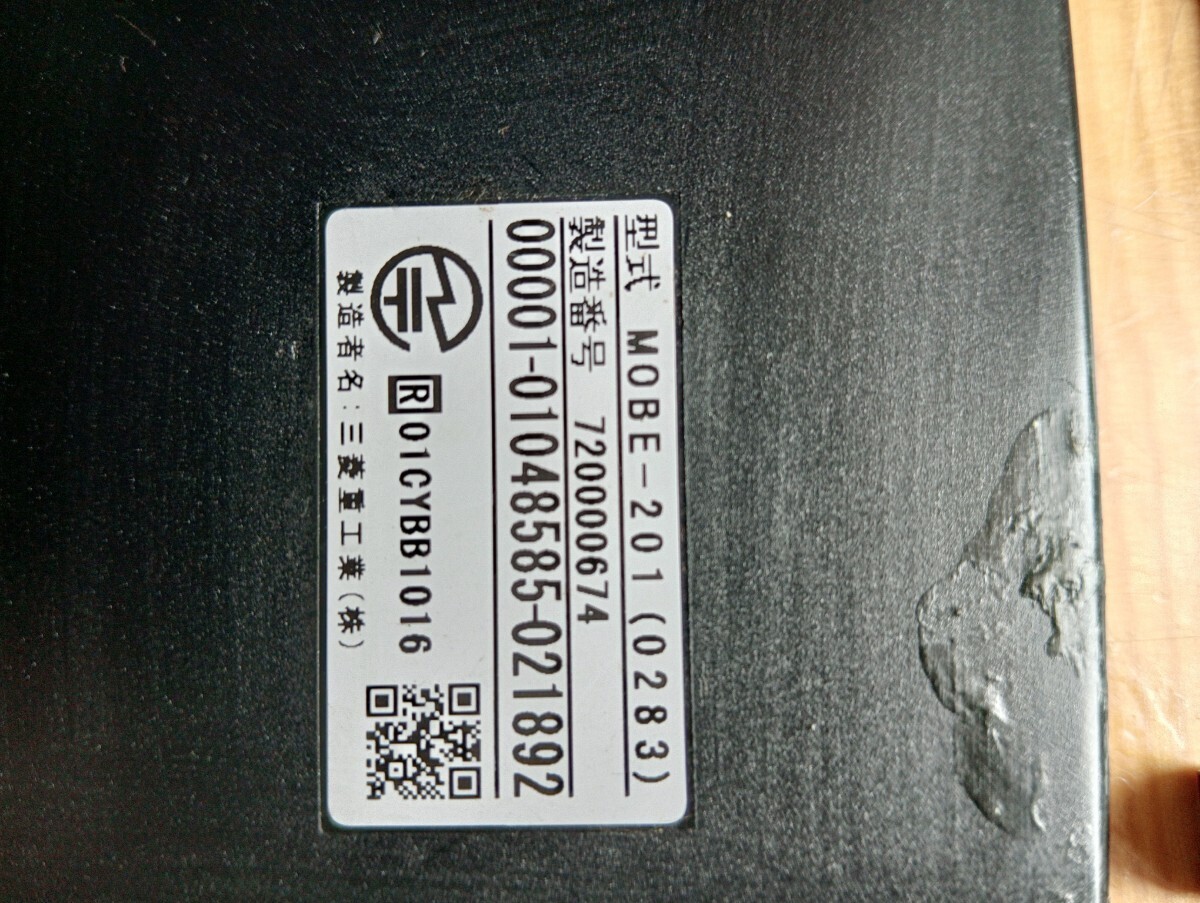 型式 MOBE-201(0283)
製造番号 720000674
00001-01048585-021892
R 01CYBB1016
製造者名:三菱重工業(株)